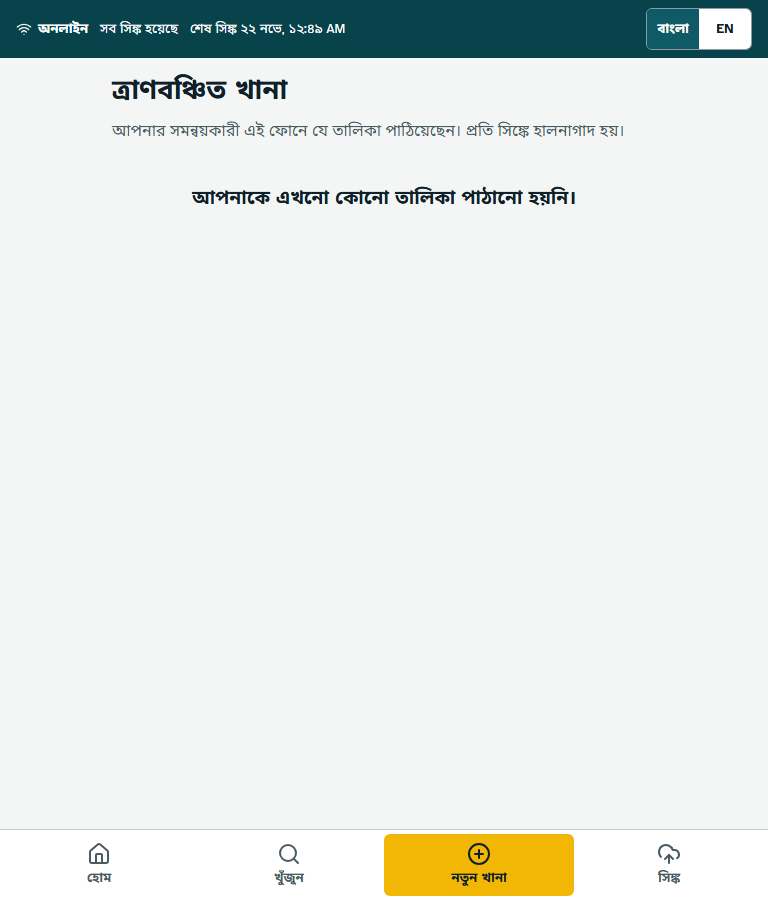 অনলাইন সব সিঙ্ক হয়েছে শেষ সিঙ্ক ২২ নভে, ১২:৪৯ AM বাংলা EN
ত্রাণবঞ্চিত খানা
আপনার সমন্বয়কারী এই ফোনে যে তালিকা পাঠিয়েছেন। প্রতি সিঙ্কে হালনাগাদ হয়।
আপনাকে এখনো কোনো তালিকা পাঠানো হয়নি।
হোম খুঁজুন নতুন খানা সিঙ্ক